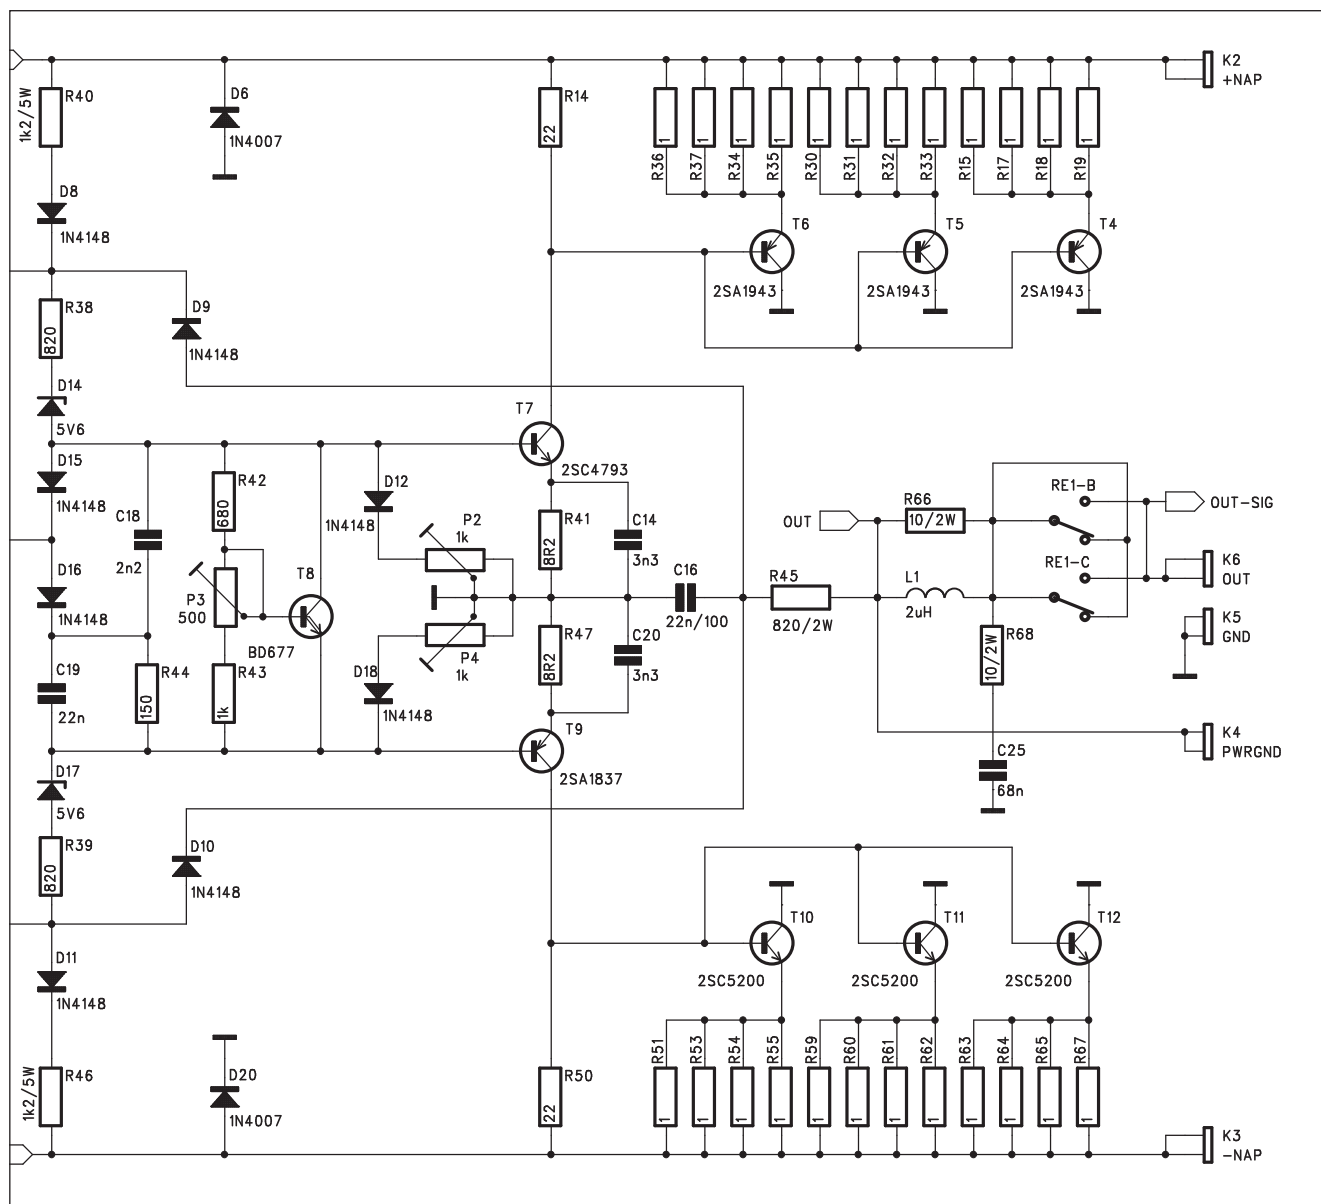 K2
+NAP
R40
1k2/5W
D6
1N4007
R14
22
R36
1
R37
1
R34
1
R35
1
R30
1
R31
1
R32
1
R33
1
R15
1
R17
1
R18
1
R19
1
D8
1N4148
T6
2SA1943
T5
2SA1943
T4
2SA1943
R38
820
D9
1N4148
D14
5V6
T7
2SC4793
D15
1N4148
C18
2n2
R42
680
D12
1N4148
P2
1k
R41
8R2
C14
3n3
R66
10/2W
OUT
RE1-B
OUT-SIG
RE1-C
K6
OUT
D16
1N4148
P3
500
T8
BD677
C16
22n/100
R45
820/2W
L1
2uH
K5
GND
C19
22n
R44
150
R43
1k
D18
1N4148
P4
1k
R47
8R2
C20
3n3
R68
10/2W
T9
2SA1837
K4
PWRGND
C25
68n
D17
5V6
R39
820
D10
1N4148
D11
1N4148
T10
2SC5200
T11
2SC5200
T12
2SC5200
R46
1k2/5W
D20
1N4007
R50
22
R51
1
R53
1
R54
1
R55
1
R59
1
R60
1
R61
1
R62
1
R63
1
R64
1
R65
1
R67
1
K3
-NAP